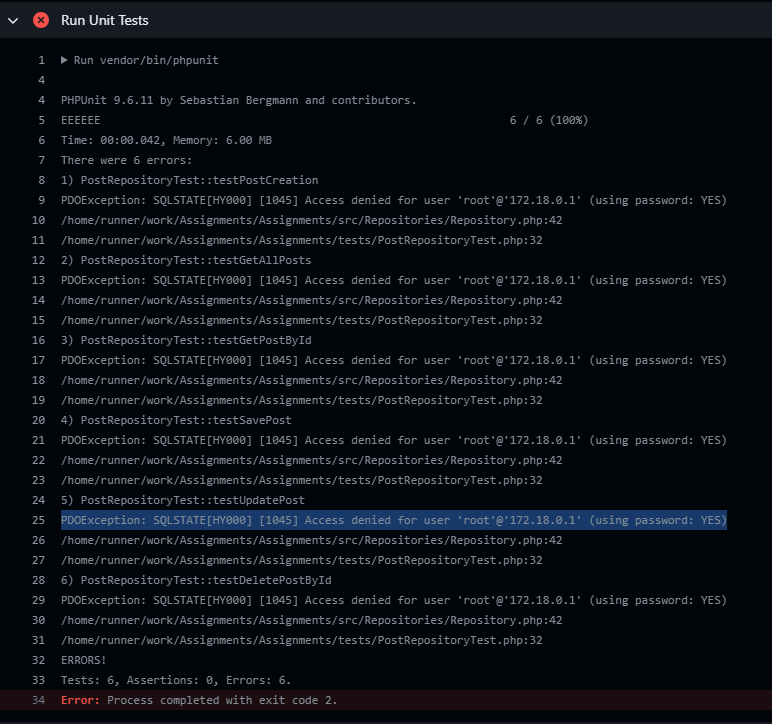 Run Unit Tests
1 Run vendor/bin/phpunit
4
4 PHPUnit 9.6.11 by Sebastian Bergmann and contributors.
5 EEEEEE 6 / 6 (100%)
6 Time: 00:00.042, Memory: 6.00 MB
7 There were 6 errors:
8 1) PostRepositoryTest::testPostCreation
9 PDOException: SQLSTATE[HY000] [1045] Access denied for user 'root'@'172.18.0.1' (using password: YES)
10 /home/runner/work/Assignments/Assignments/src/Repositories/Repository.php:42
11 /home/runner/work/Assignments/Assignments/tests/PostRepositoryTest.php:32
12 2) PostRepositoryTest::testGetAllPosts
13 PDOException: SQLSTATE[HY000] [1045] Access denied for user 'root'@'172.18.0.1' (using password: YES)
14 /home/runner/work/Assignments/Assignments/src/Repositories/Repository.php:42
15 /home/runner/work/Assignments/Assignments/tests/PostRepositoryTest.php:32
16 3) PostRepositoryTest::testGetPostById
17 PDOException: SQLSTATE[HY000] [1045] Access denied for user 'root'@'172.18.0.1' (using password: YES)
18 /home/runner/work/Assignments/Assignments/src/Repositories/Repository.php:42
19 /home/runner/work/Assignments/Assignments/tests/PostRepositoryTest.php:32
20 4) PostRepositoryTest::testSavePost
21 PDOException: SQLSTATE[HY000] [1045] Access denied for user 'root'@'172.18.0.1' (using password: YES)
22 /home/runner/work/Assignments/Assignments/src/Repositories/Repository.php:42
23 /home/runner/work/Assignments/Assignments/tests/PostRepositoryTest.php:32
24 5) PostRepositoryTest::testUpdatePost
25 PDOException: SQLSTATE[HY000] [1045] Access denied for user 'root'@'172.18.0.1' (using password: YES)
26 /home/runner/work/Assignments/Assignments/src/Repositories/Repository.php:42
27 /home/runner/work/Assignments/Assignments/tests/PostRepositoryTest.php:32
28 6) PostRepositoryTest::testDeletePostById
29 PDOException: SQLSTATE[HY000] [1045] Access denied for user 'root'@'172.18.0.1' (using password: YES)
30 /home/runner/work/Assignments/Assignments/src/Repositories/Repository.php:42
31 /home/runner/work/Assignments/Assignments/tests/PostRepositoryTest.php:32
32 ERRORS!
33 Tests: 6, Assertions: 0, Errors: 6.
34 Error: Process completed with exit code 2.